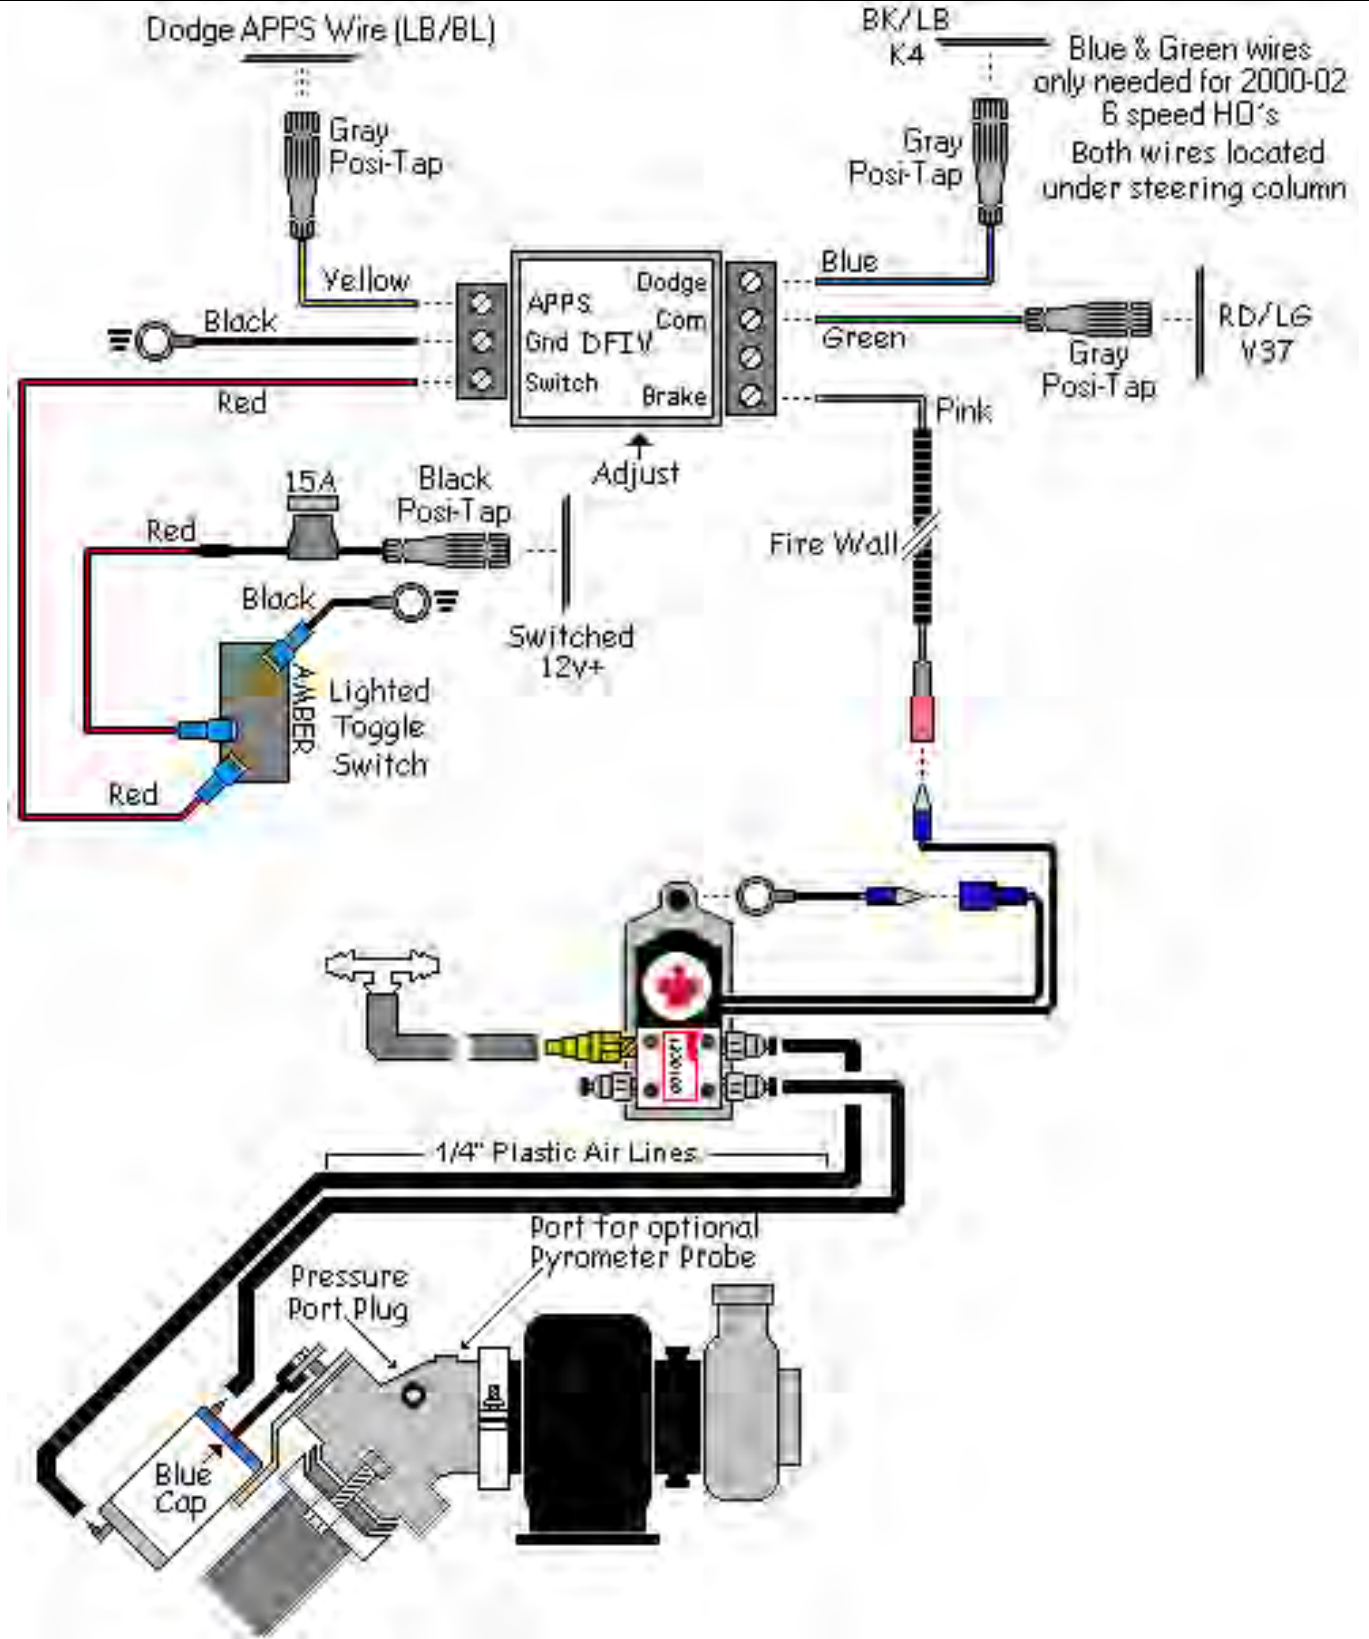 Dodge APPS Wire (LB/BL)
BK/LB
K4
Blue & Green wires
only needed for 2000-02
6 speed HO's
Both wires located
under steering column
Gray
Posi-Tap
Gray
Posi-Tap
Yellow
Black
Red
APPS
Gnd DFIV
Switch
Dodge
Com
Brake
Blue
Green
Gray
Posi-Tap
RD/LG
V37
Pink
Adjust
15A
Black
Posi-Tap
Red
Fire Wall
Black
Switched
12v+
AMBER
Lighted
Toggle
Switch
Red
1/4" Plastic Air Lines
Port for optional
Pyrometer Probe
Pressure
Port Plug
Blue
Cap